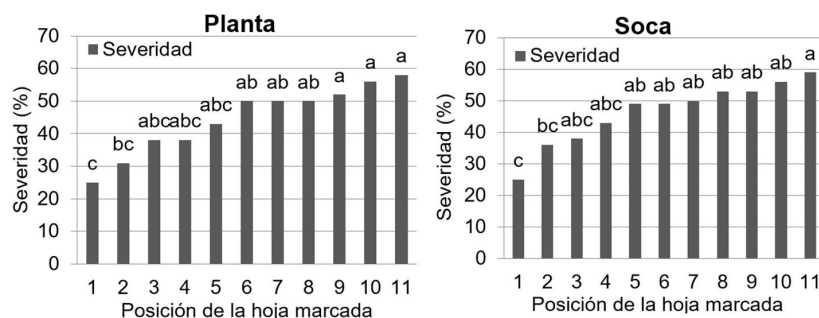 Planta
Severidad (%)
70
60
50
40
30
20
10
0
Severidad
c bc abc abc abc ab ab ab a a a
1 2 3 4 5 6 7 8 9 10 11
Posición de la hoja marcada
Soca
Severidad (%)
70
60
50
40
30
20
10
0
Severidad
c bc abc abc ab ab ab ab ab ab a
1 2 3 4 5 6 7 8 9 10 11
Posición de la hoja marcada